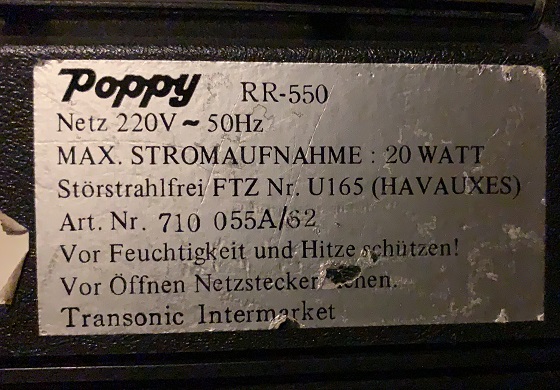 Poppy RR-550
Netz 220V ~ 50Hz
MAX. STROMAUFNAHME : 20 WATT
Störstrahlfrei FTZ Nr. U165 (HAVAUXES)
Art. Nr. 710 055A/62
Vor Feuchtigkeit und Hitze schützen!
Vor Öffnen Netzstecker
Transonic Intermarket